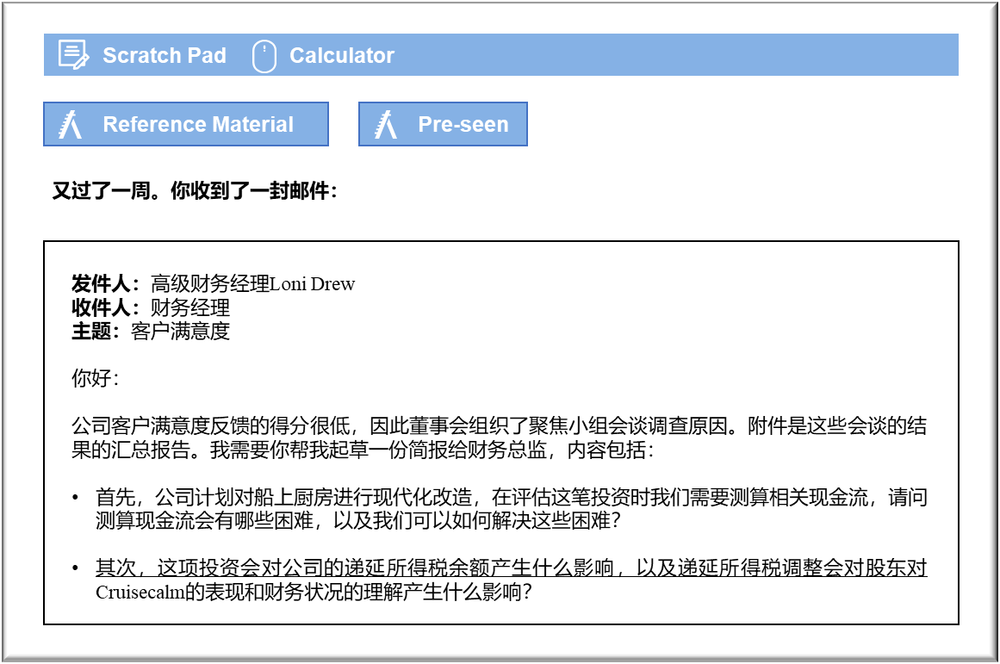 Scratch Pad Calculator
Reference Material Pre-seen
又过了一周。你收到了一封邮件：
发件人：高级财务经理Loni Drew
收件人：财务经理
主题：客户满意度
你好：
公司客户满意度反馈的得分很低，因此董事会组织了聚焦小组会谈调查原因。附件是这些会谈的结
果的汇总报告。我需要你帮我起草一份简报给财务总监，内容包括：
• 首先，公司计划对船上厨房进行现代化改造，在评估这笔投资时我们需要测算相关现金流，请问
测算现金流会有哪些困难，以及我们可以如何解决这些困难？
• 其次，这项投资会对公司的递延所得税余额产生什么影响，以及递延所得税调整会对股东对
Cruisecalm的表现和财务状况的理解产生什么影响？